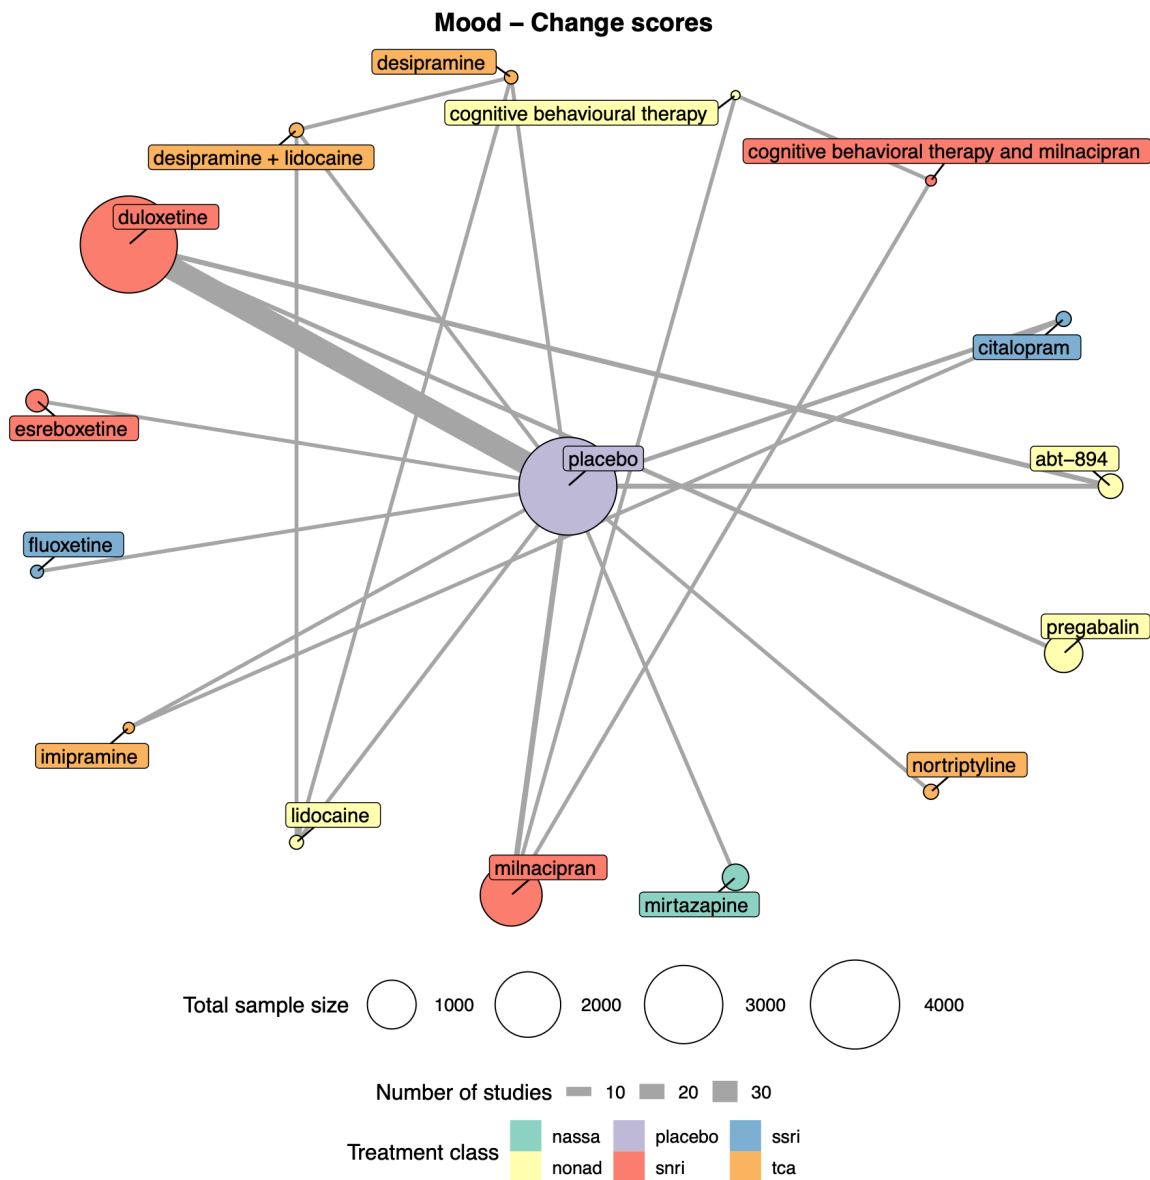 Mood – Change scores
desipramine
cognitive behavioural therapy
cognitive behavioral therapy and milnacipran
desipramine + lidocaine
duloxetine
citalopram
esreboxetine
placebo
abt−894
fluoxetine
pregabalin
imipramine
nortriptyline
lidocaine
milnacipran
mirtazapine
Total sample size 1000 2000 3000 4000
Number of studies 10 20 30
Treatment class
nassa placebo ssri
nonad snri tca